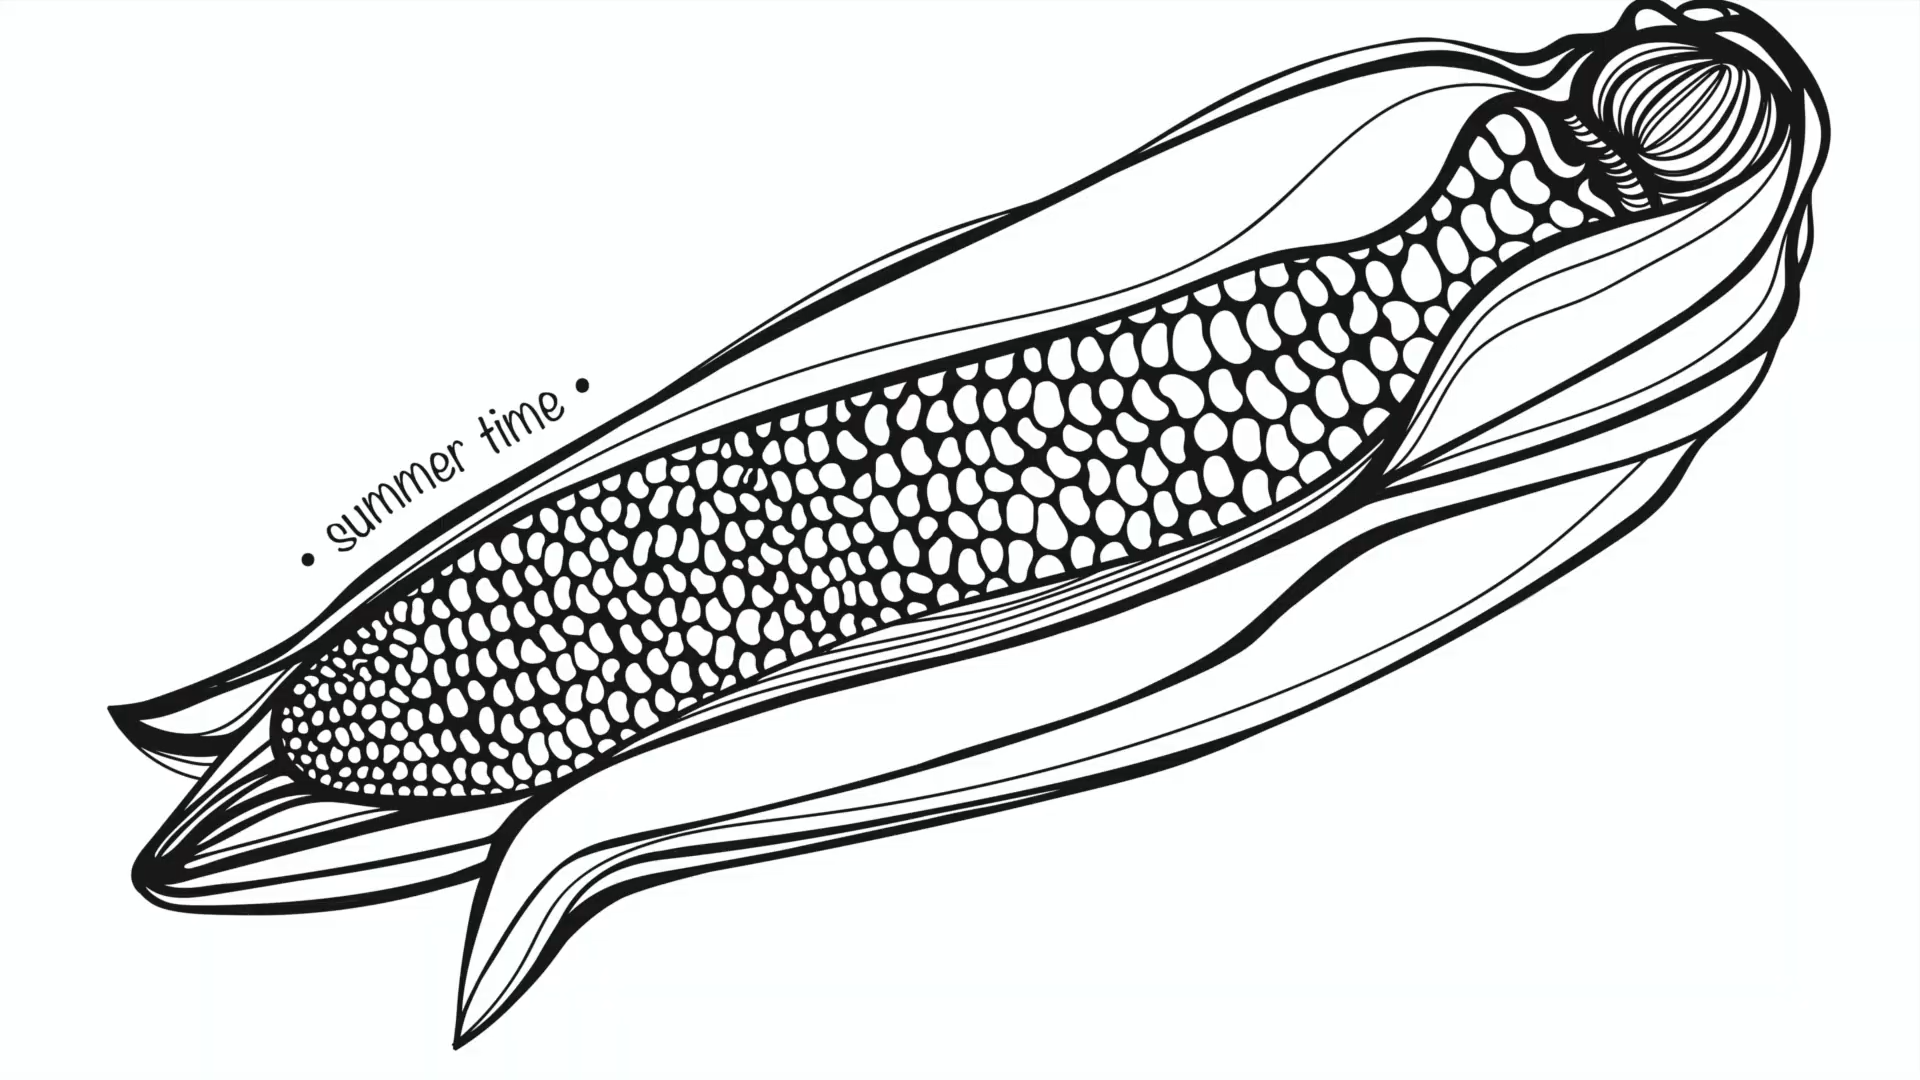 • summer time •